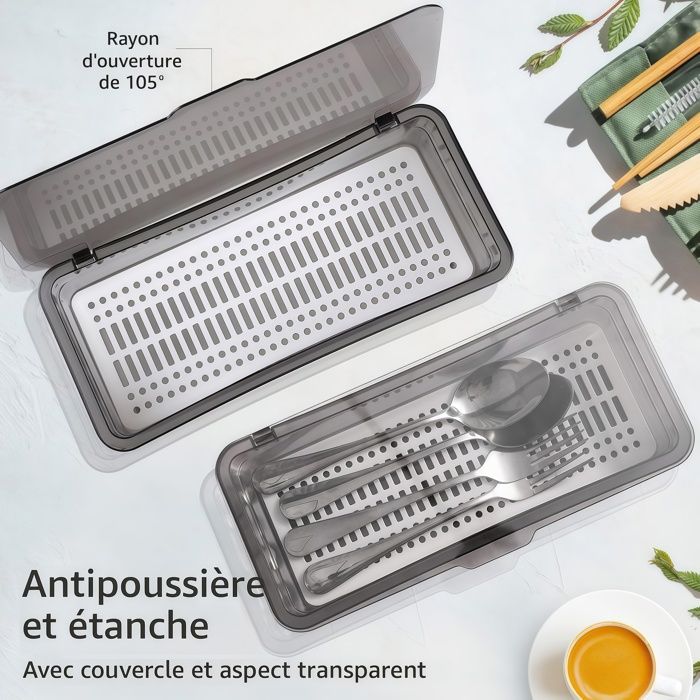 Rayon
d'ouverture
de 105°
Antipoussière
et étanche
Avec couvercle et aspect transparent